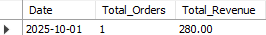 Date Total_Orders Total_Revenue
2025-10-01 1 280.00